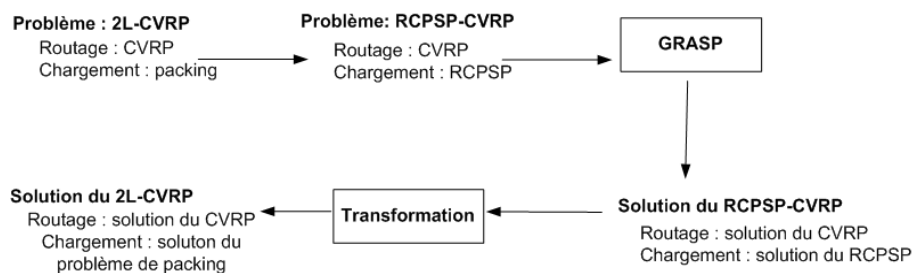 Problème : 2L-CVRP
Routage : CVRP
Chargement : packing
Problème: RCPSP-CVRP
Routage : CVRP
Chargement : RCPSP
GRASP
Solution du 2L-CVRP
Routage : solution du CVRP
Chargement : soluton du
problème de packing
Transformation
Solution du RCPSP-CVRP
Routage : solution du CVRP
Chargement : solution du RCPSP